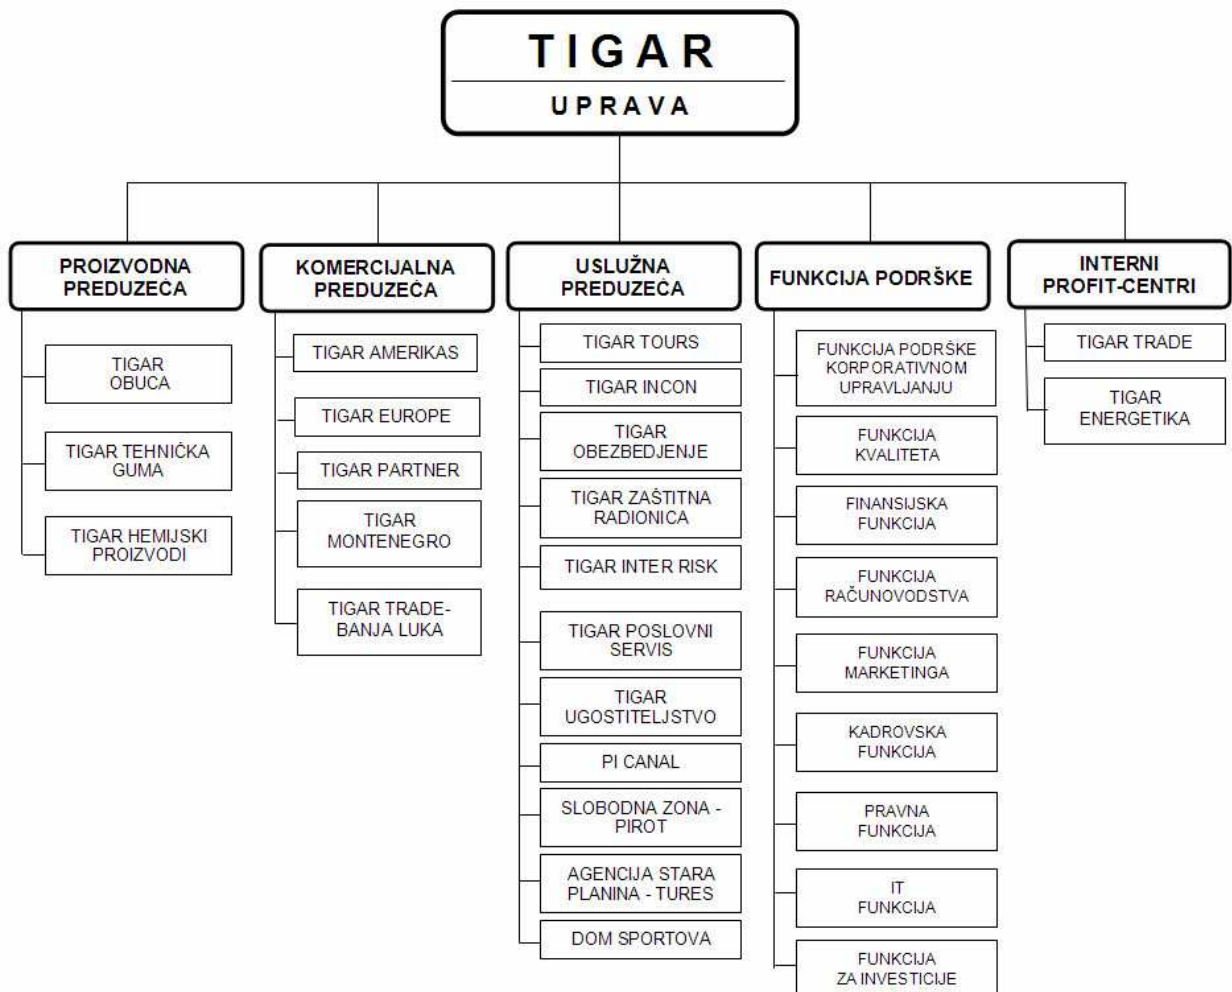 TIGAR
UPRAVA
PROIZVODNA
PREDUZEĆA
TIGAR
OBUCA
TIGAR TEHNIČKA
GUMA
TIGAR HEMIJSKI
PROIZVODI
KOMERCIJALNA
PREDUZEĆA
TIGAR AMERIKAS
TIGAR EUROPE
TIGAR PARTNER
TIGAR
MONTENEGRO
TIGAR TRADE-
BANJA LUKA
USLUŽNA
PREDUZEĆA
TIGAR TOURS
TIGAR INCON
TIGAR
OBEZBEDJENJE
TIGAR ZAŠTITNA
RADIONICA
TIGAR INTER RISK
TIGAR POSLOVNI
SERVIS
TIGAR
UGOSTITELJSTVO
PI CANAL
SLOBODNA ZONA -
PIROT
AGENCIJA STARA
PLANINA - TURES
DOM SPORTOVA
FUNKCIJA PODRŠKE
FUNKCIJA PODRŠKE
KORPORATIVNOM
UPRAVLJANJU
FUNKCIJA
KVALITETA
FINANSIJSKA
FUNKCIJA
FUNKCIJA
RAČUNOVODSTVA
FUNKCIJA
MARKETINGA
KADROVSKA
FUNKCIJA
PRAVNA
FUNKCIJA
IT
FUNKCIJA
FUNKCIJA
ZA INVESTICIJE
INTERNI
PROFIT-CENTRI
TIGAR TRADE
TIGAR
ENERGETIKA